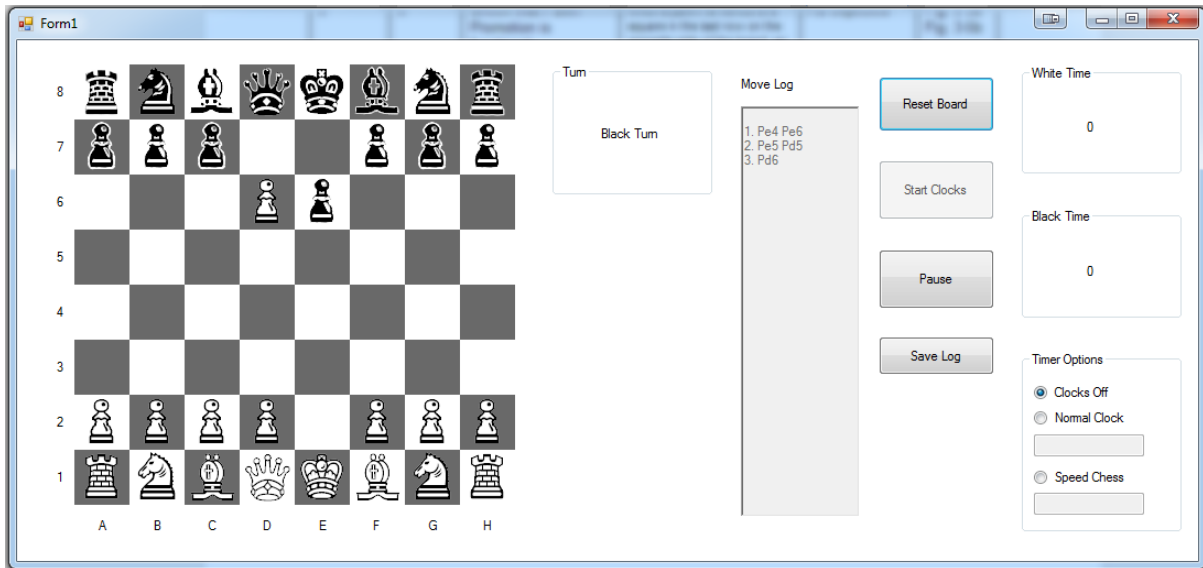 Form1
8
7
6
5
4
3
2
1
A B C D E F G H
Turn
Black Turn
Move Log
1. Pe4 Pe6
2. Pe5 Pd5
3. Pd6
Reset Board
Start Clocks
Pause
Save Log
White Time
0
Black Time
0
Timer Options
Clocks Off
Normal Clock
Speed Chess